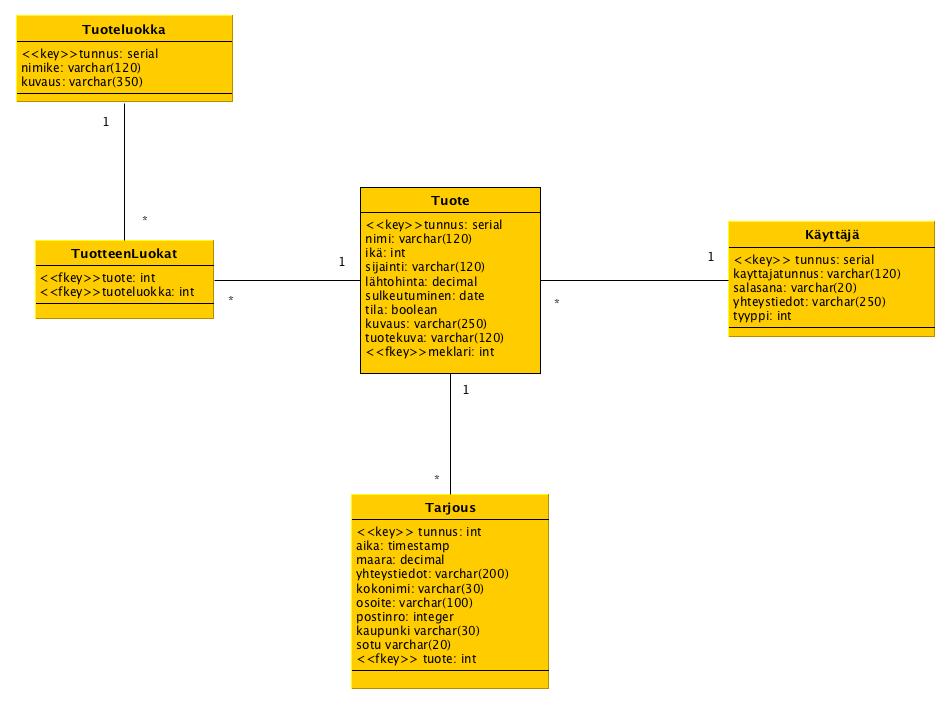 Tuoteluokka
<<key>>tunnus: serial
nimike: varchar(120)
kuvaus: varchar(350)
1
*
TuotteenLuokat
<<fkey>>tuote: int
<<fkey>>tuoteluokka: int
*
1
Tuote
<<key>>tunnus: serial
nimi: varchar(120)
ikä: int
sijainti: varchar(120)
lähtohinta: decimal
sulkeutuminen: date
tila: boolean
kuvaus: varchar(250)
tuotekuva: varchar(120)
<<fkey>>meklari: int
*
1
Käyttäjä
<<key>> tunnus: serial
kayttajatunnus: varchar(120)
salasana: varchar(20)
yhteystiedot: varchar(250)
tyyppi: int
1
*
Tarjous
<<key>> tunnus: int
aika: timestamp
maara: decimal
yhteystiedot: varchar(200)
kokonimi: varchar(30)
osoite: varchar(100)
postinro: integer
kaupunki varchar(30)
sotu varchar(20)
<<fkey>> tuote: int